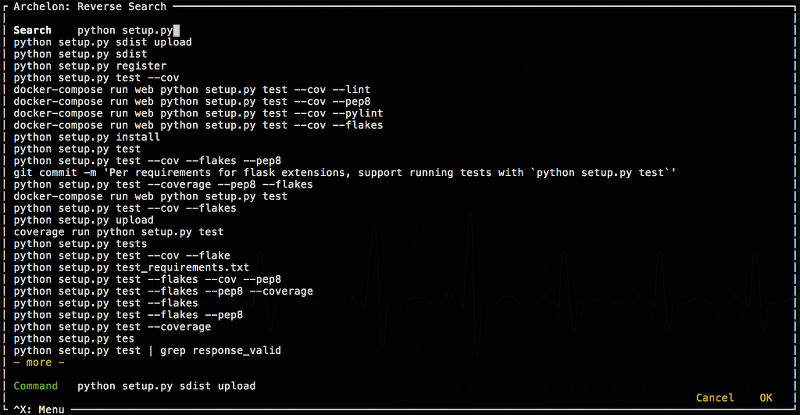 Archelon: Reverse Search
Search python setup.py
python setup.py sdist upload
python setup.py sdist
python setup.py register
python setup.py test --cov
docker-compose run web python setup.py test --cov --lint
docker-compose run web python setup.py test --cov --pep8
docker-compose run web python setup.py test --cov --pylint
docker-compose run web python setup.py test --cov --flakes
python setup.py install
python setup.py test
python setup.py test --cov --flakes --pep8
git commit -m 'Per requirements for flask extensions, support running tests with `python setup.py test`'
python setup.py test --coverage --pep8 --flakes
docker-compose run web python setup.py test
python setup.py test --cov --flakes
python setup.py upload
coverage run python setup.py test
python setup.py tests
python setup.py test --cov --flake
python setup.py test_requirements.txt
python setup.py test --flakes --cov --pep8
python setup.py test --flakes --pep8 --coverage
python setup.py test --flakes
python setup.py test --flakes --pep8
python setup.py test --coverage
python setup.py tes
python setup.py test | grep response_valid
- more -
Command python setup.py sdist upload
Cancel OK
^X: Menu